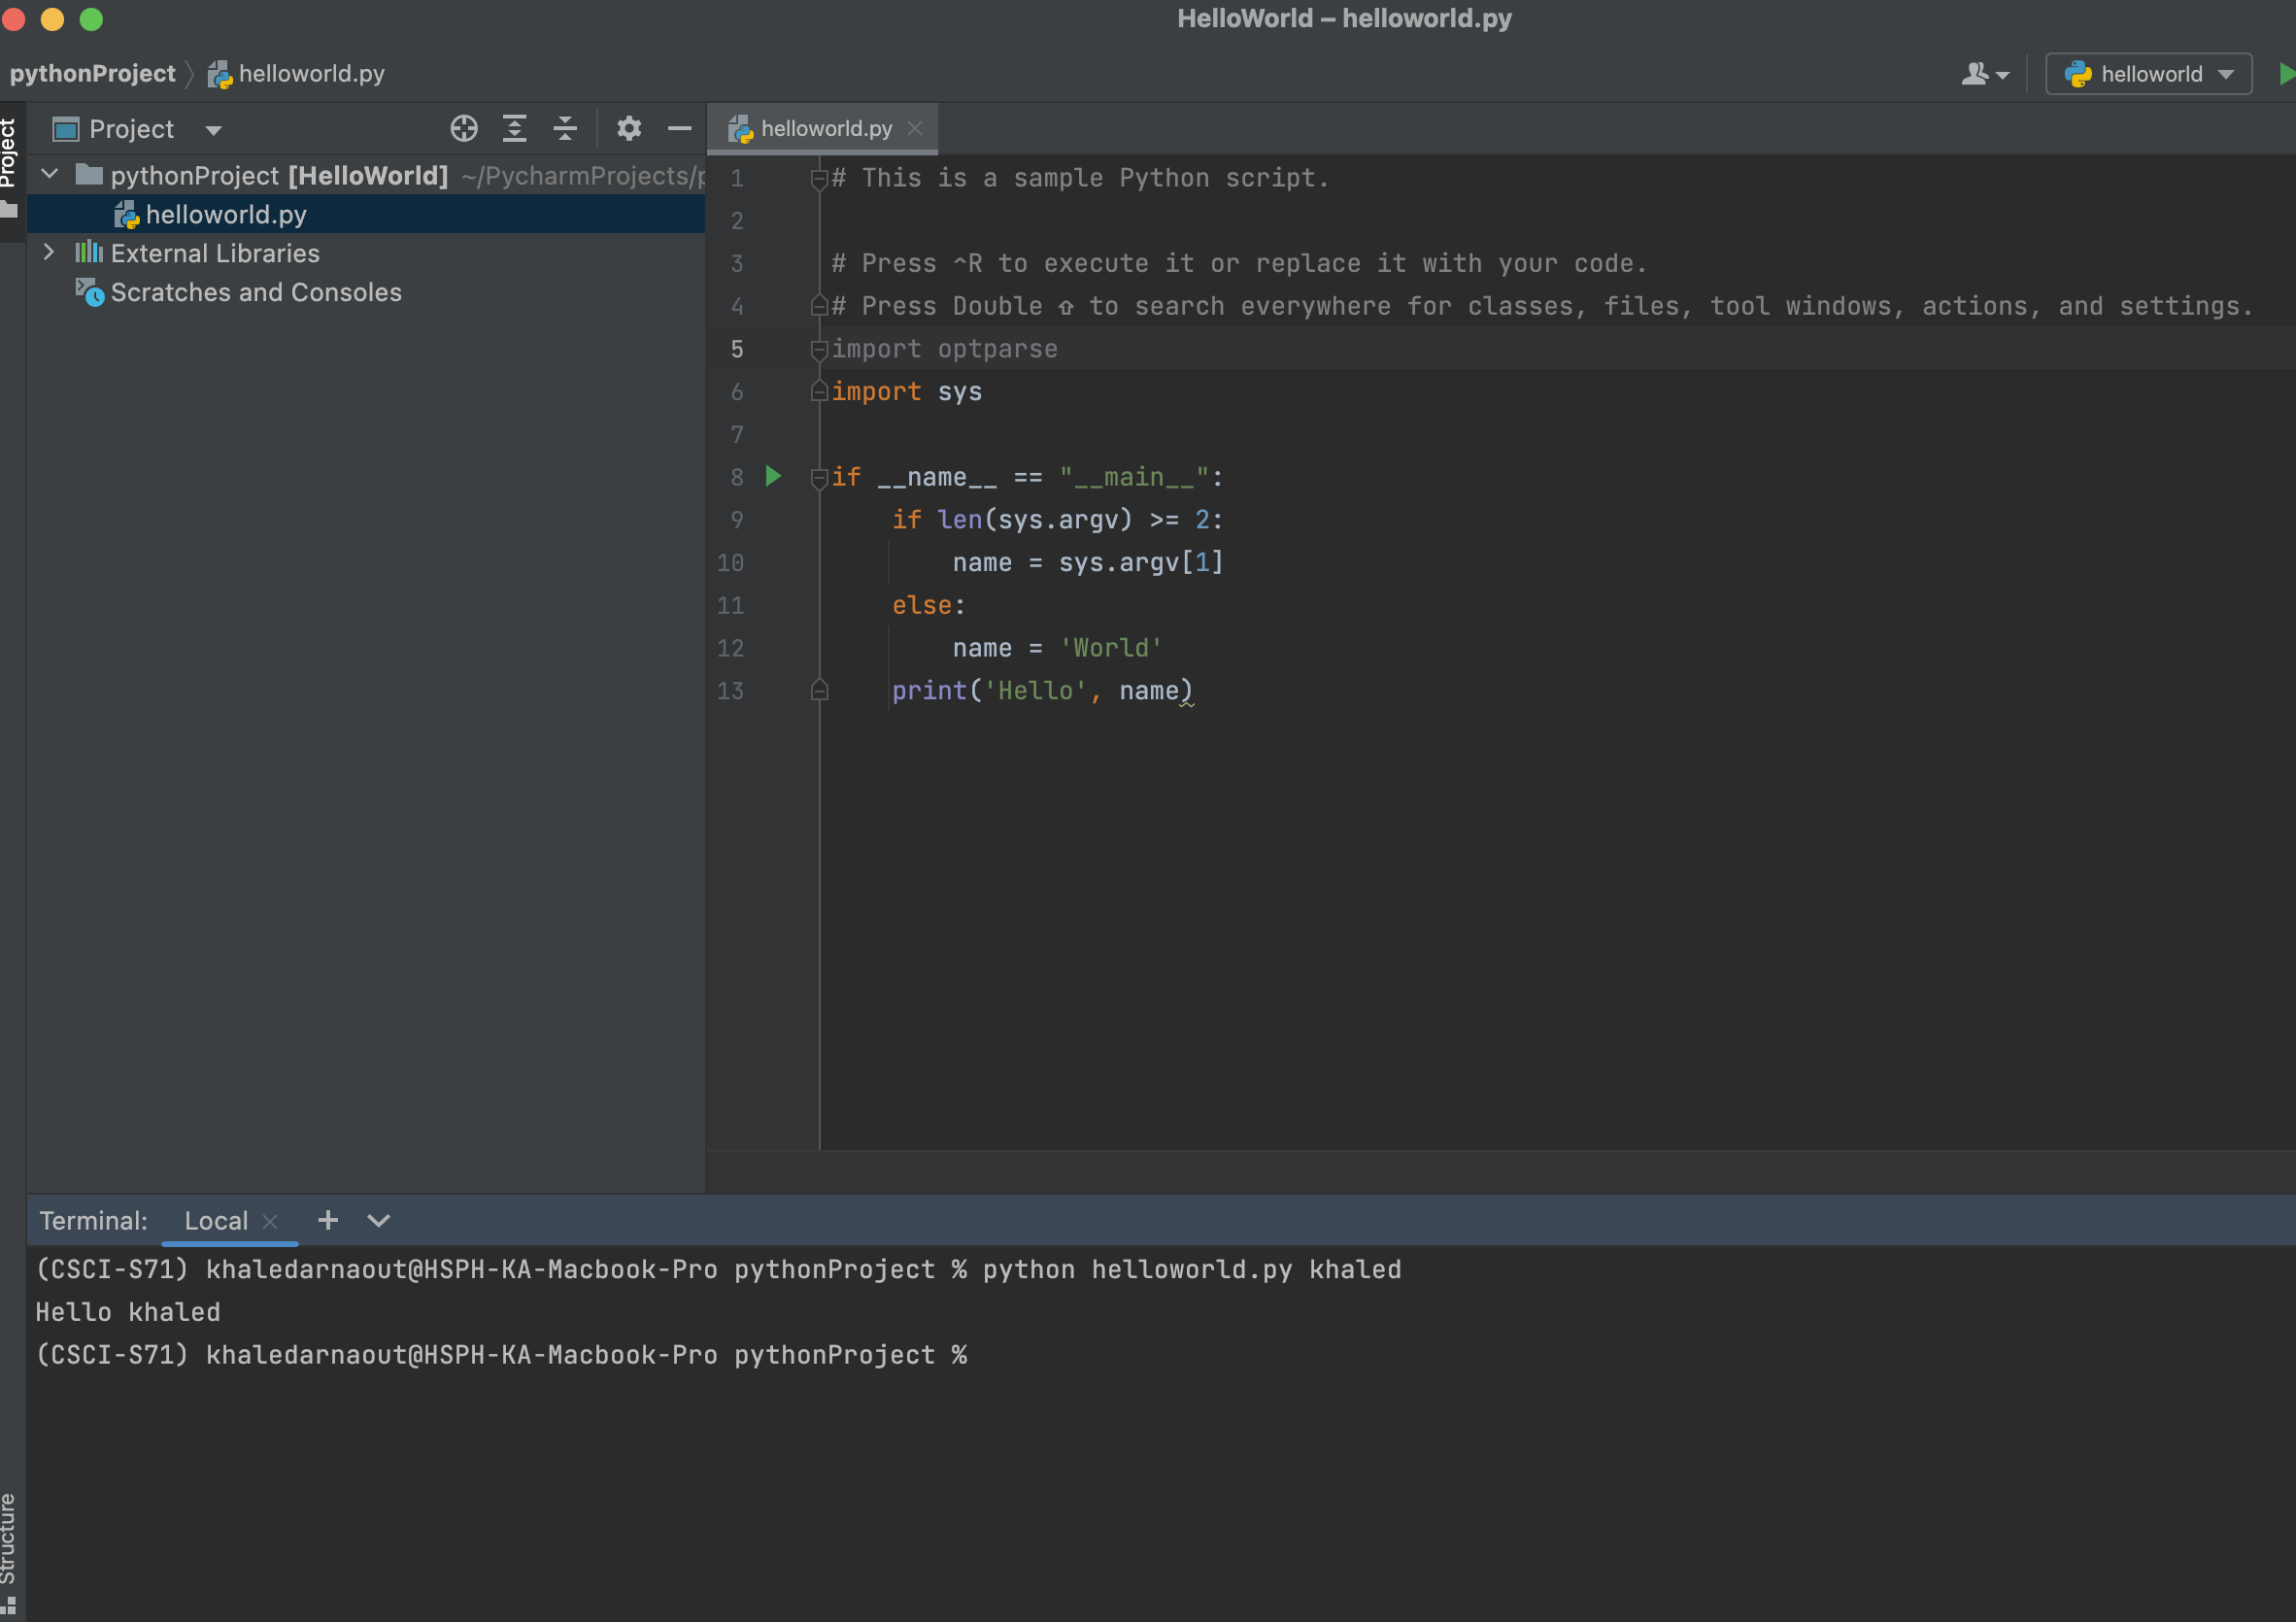 HelloWorld – helloworld.py
pythonProject helloworld.py
helloworld
Project
Project
helloworld.py
pythonProject [HelloWorld] ~/PycharmProjects/p
helloworld.py
External Libraries
Scratches and Consoles
1 # This is a sample Python script.
2
3 # Press ^R to execute it or replace it with your code.
4 # Press Double ⇧ to search everywhere for classes, files, tool windows, actions, and settings.
5 import optparse
6 import sys
7
8 if __name__ == "__main__":
9 if len(sys.argv) >= 2:
10 name = sys.argv[1]
11 else:
12 name = 'World'
13 print('Hello', name)
Terminal: Local
(CSCI-S71) khaledarnaout@HSPH-KA-Macbook-Pro pythonProject % python helloworld.py khaled
Hello khaled
(CSCI-S71) khaledarnaout@HSPH-KA-Macbook-Pro pythonProject %
Structure